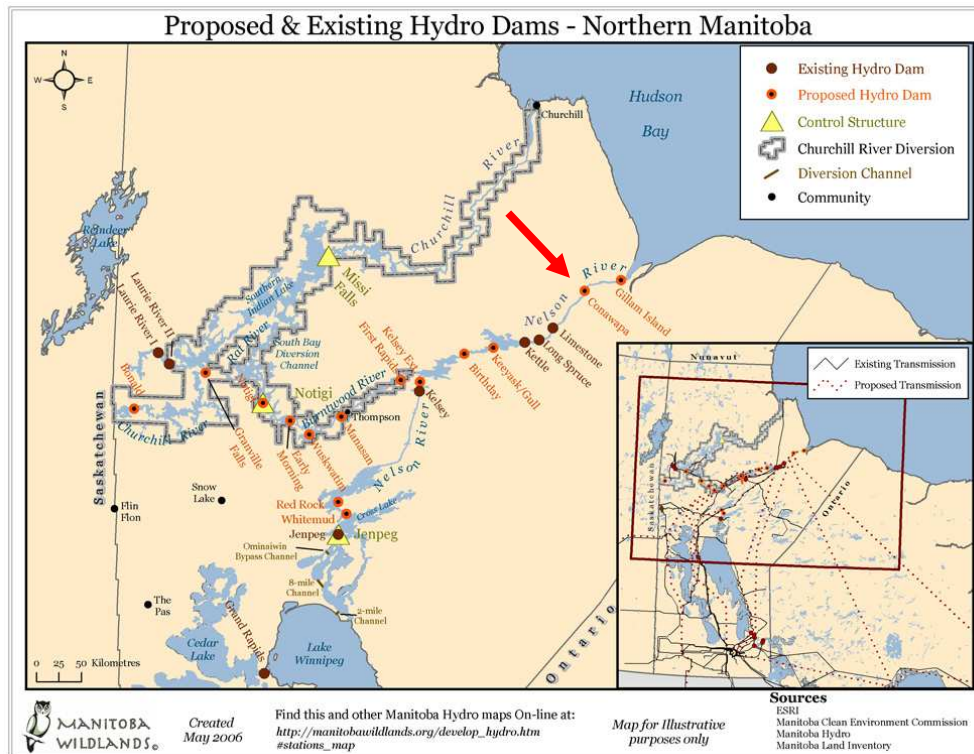 Proposed & Existing Hydro Dams - Northern Manitoba
N
W
E
S
Existing Hydro Dam
Proposed Hydro Dam
Control Structure
Churchill River Diversion
Diversion Channel
Community
Hudson
Bay
Churchill
Churchill River
Reindeer
Lake
Missi
Falls
Southern
Indian Lake
Laurie River II
Laurie River I
Rat River
South Bay
Diversion
Channel
Nelson River
Gillam Island
Conawapa
Limestone
Long Spruce
Kettle
Keeyask/Gull
Birthday
Kelsey Ext.
First Rapids
Kelsey
Burntwood River
Notigi
Notigi
Thompson
Manasan
Wuskwatim
Early
Morning
Granville
Falls
Bonald
Churchill River
Saskatchewan
Nelson River
Snow
Lake
Flin
Flon
Red Rock
Cross Lake
Whitemud
Jenpeg
Jenpeg
Ominaiwin
Bypass Channel
8-mile
Channel
2-mile
Channel
The
Pas
Grand Rapids
Cedar
Lake
Lake
Winnipeg
Ontario
0 25 50 Kilometres
Existing Transmission
Proposed Transmission
Nunavut
Saskatchewan
Ontario
MANITOBA
WILDLANDS©
Created
May 2006
Find this and other Manitoba Hydro maps On-line at:
http://manitobawildlands.org/develop_hydro.htm
#stations_map
Map for Illustrative
purposes only
Sources
ESRI
Manitoba Clean Environment Commission
Manitoba Hydro
Manitoba Land Inventory